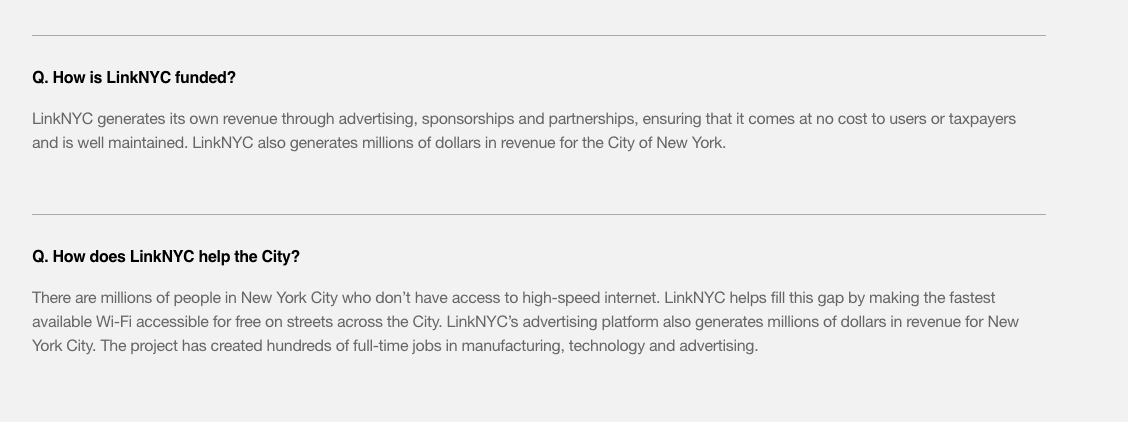 Q. How is LinkNYC funded?
LinkNYC generates its own revenue through advertising, sponsorships and partnerships, ensuring that it comes at no cost to users or taxpayers
and is well maintained. LinkNYC also generates millions of dollars in revenue for the City of New York.
Q. How does LinkNYC help the City?
There are millions of people in New York City who don’t have access to high-speed internet. LinkNYC helps fill this gap by making the fastest
available Wi-Fi accessible for free on streets across the City. LinkNYC’s advertising platform also generates millions of dollars in revenue for New
York City. The project has created hundreds of full-time jobs in manufacturing, technology and advertising.